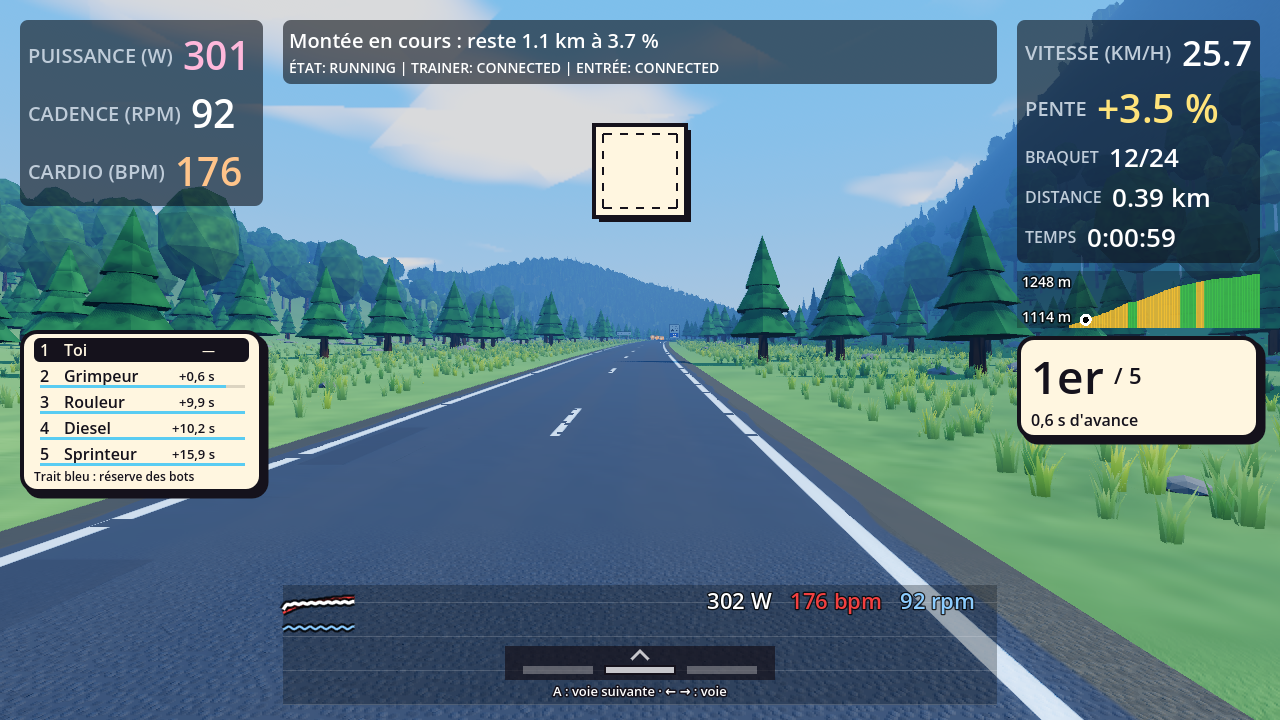 PUISSANCE (W) 301
CADENCE (RPM) 92
CARDIO (BPM) 176
Montée en cours : reste 1.1 km à 3.7 %
ÉTAT: RUNNING | TRAINER: CONNECTED | ENTRÉE: CONNECTED
VITESSE (KM/H) 25.7
PENTE +3.5 %
BRAQUET 12/24
DISTANCE 0.39 km
TEMPS 0:00:59
1248 m
1114 m
1 Toi —
2 Grimpeur +0,6 s
3 Rouleur +9,9 s
4 Diesel +10,2 s
5 Sprinteur +15,9 s
Trait bleu : réserve des bots
1er / 5
0,6 s d'avance
302 W 176 bpm 92 rpm
A : voie suivante · ← → : voie